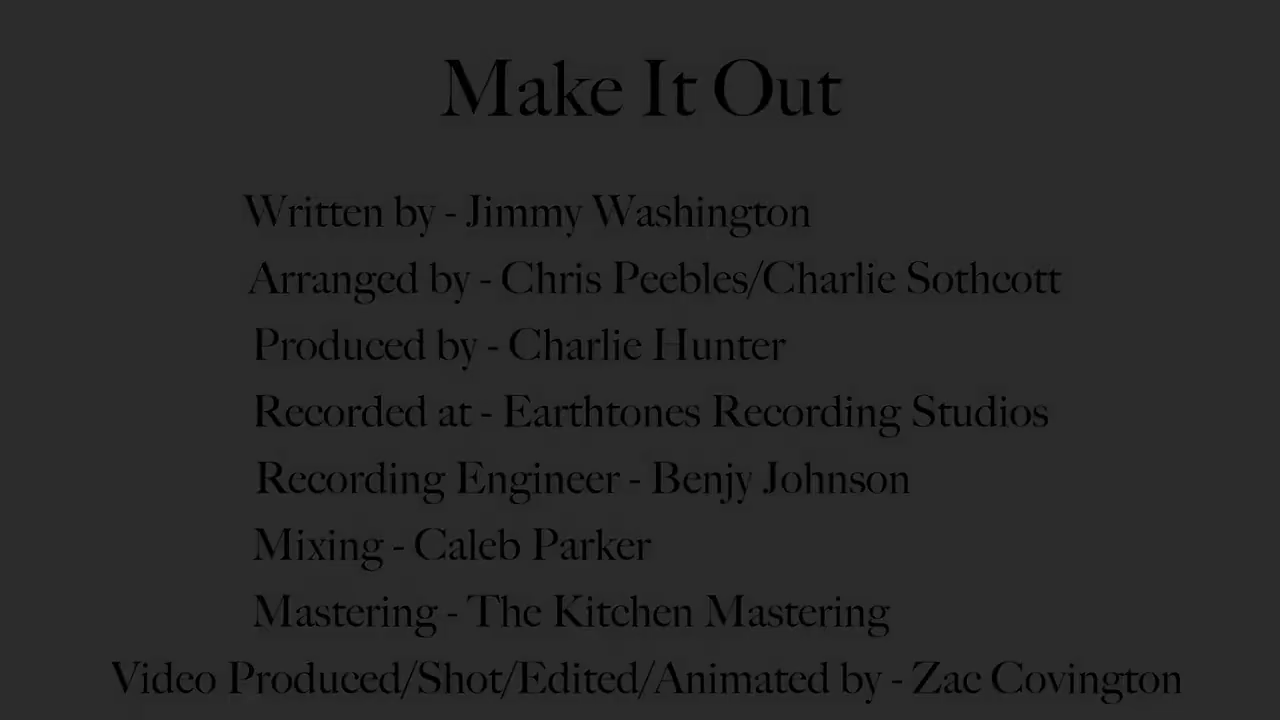 Make It Out
Written by - Jimmy Washington
Arranged by - Chris Peebles/Charlie Sothcott
Produced by - Charlie Hunter
Recorded at - Earthtones Recording Studios
Recording Engineer - Benjy Johnson
Mixing - Caleb Parker
Mastering - The Kitchen Mastering
Video Produced/Shot/Edited/Animated by - Zac Covington